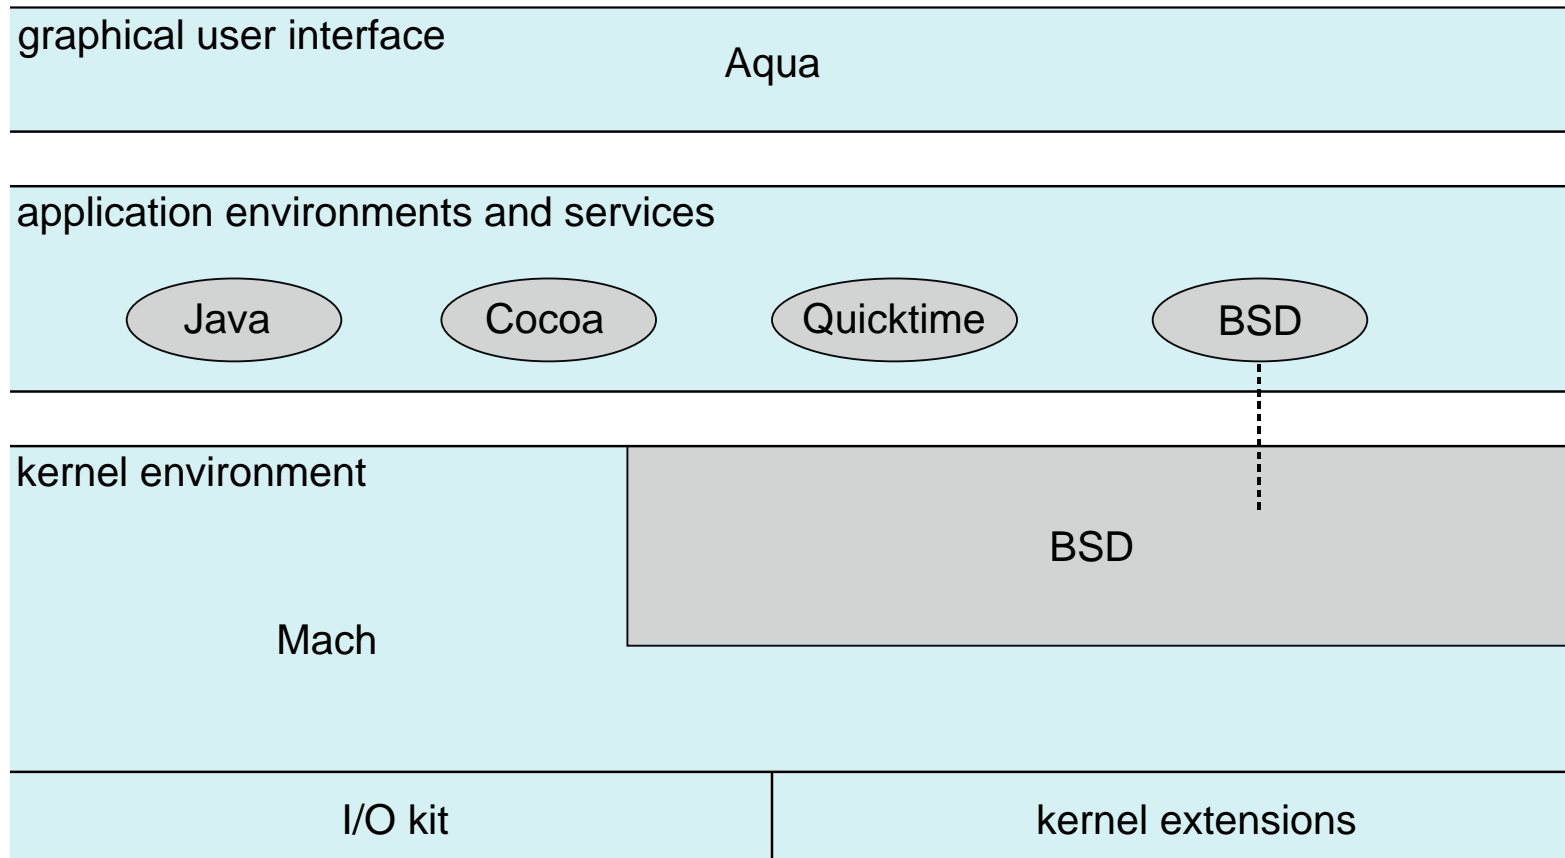 graphical user interface
Aqua
application environments and services
Java Cocoa Quicktime BSD
kernel environment
BSD
Mach
I/O kit kernel extensions